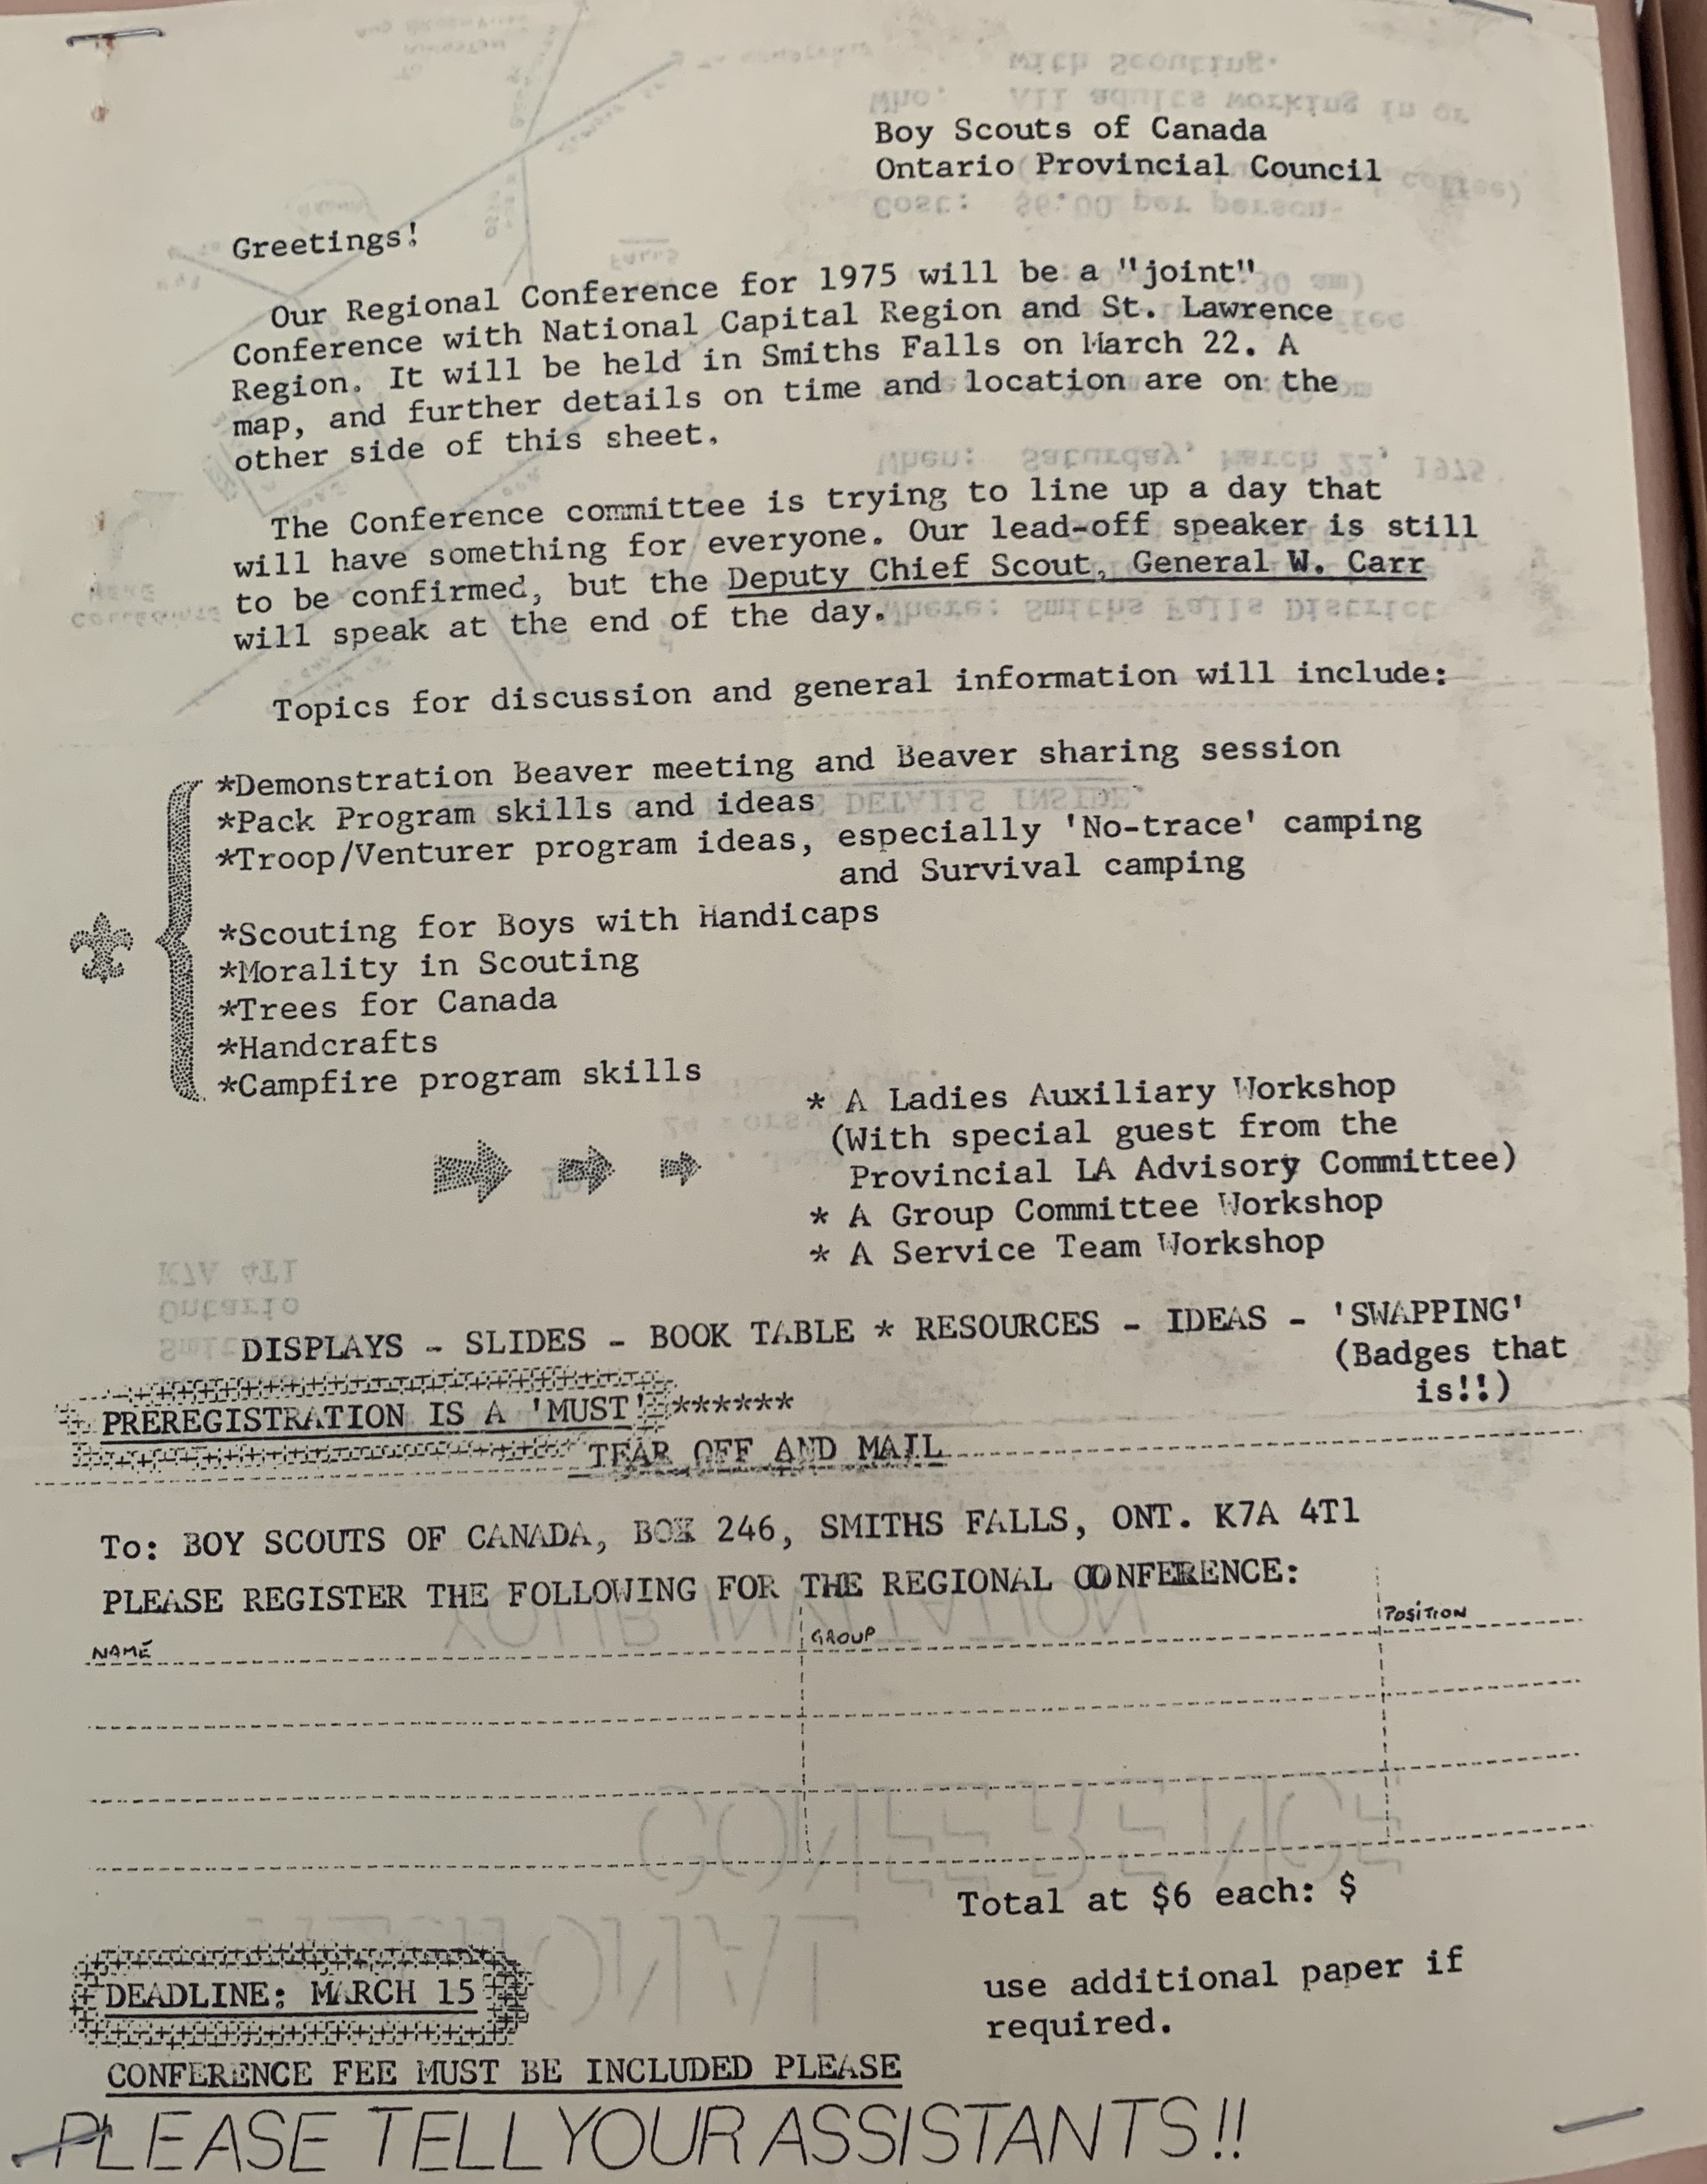 Boy Scouts of Canada
Ontario Provincial Council
Greetings!
Our Regional Conference for 1975 will be a "joint"
Conference with National Capital Region and St. Lawrence
Region. It will be held in Smiths Falls on March 22. A
map, and further details on time and location are on the
other side of this sheet.
The Conference committee is trying to line up a day that
will have something for everyone. Our lead-off speaker is still
to be confirmed, but the Deputy Chief Scout, General W. Carr
will speak at the end of the day.
Topics for discussion and general information will include:
*Demonstration Beaver meeting and Beaver sharing session
*Pack Program skills and ideas
*Troop/Venturer program ideas, especially 'No-trace' camping
and Survival camping
*Scouting for Boys with Handicaps
*Morality in Scouting
*Trees for Canada
*Handcrafts
*Campfire program skills
* A Ladies Auxiliary Workshop
(With special guest from the
Provincial LA Advisory Committee)
* A Group Committee Workshop
* A Service Team Workshop
DISPLAYS - SLIDES - BOOK TABLE * RESOURCES - IDEAS - 'SWAPPING'
(Badges that
is!!)
PREREGISTRATION IS A 'MUST'******
TEAR OFF AND MAIL
To: BOY SCOUTS OF CANADA, BOX 246, SMITHS FALLS, ONT. K7A 4T1
PLEASE REGISTER THE FOLLOWING FOR THE REGIONAL CONFERENCE:
NAME GROUP POSITION
Total at $6 each: $
use additional paper if
required.
DEADLINE: MARCH 15
CONFERENCE FEE MUST BE INCLUDED PLEASE
PLEASE TELL YOUR ASSISTANTS!!